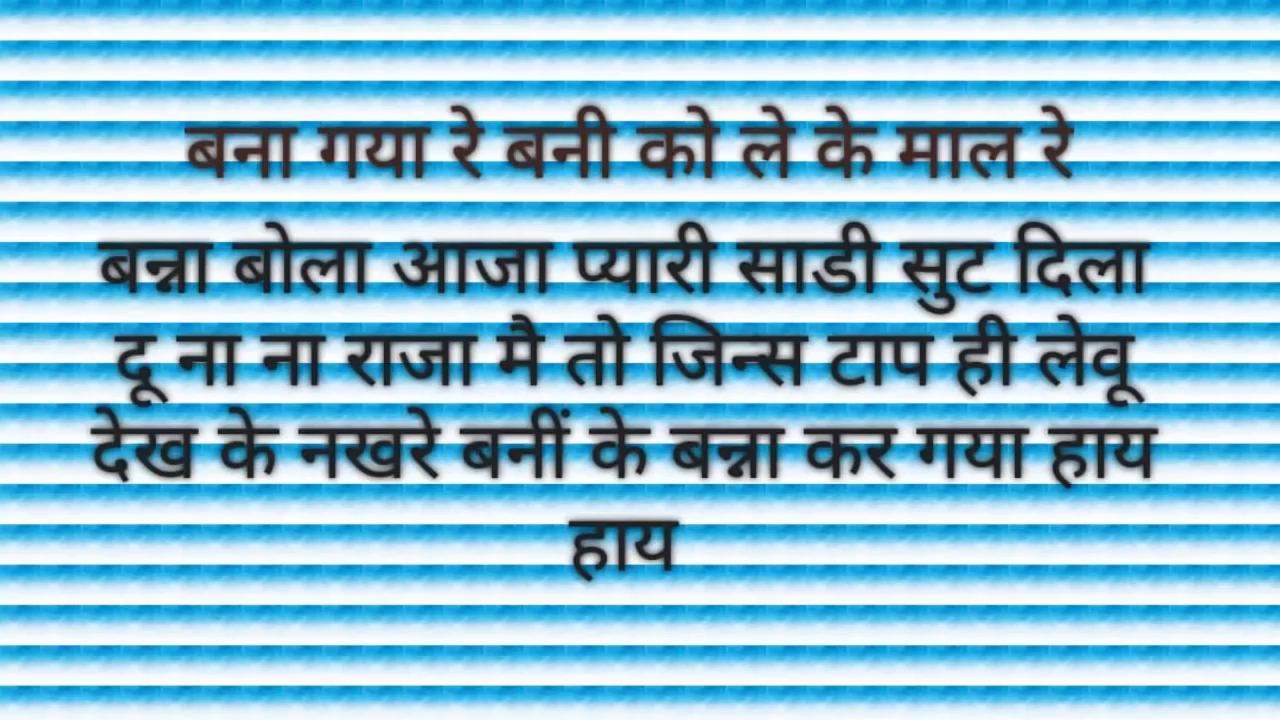 बना गया रे बनी को ले के माल रे
बन्ना बोला आजा प्यारी साडी सुट दिला
दू ना ना राजा मै तो जिन्स टाप ही लेवू
देख के नखरे बनीं के बन्ना कर गया हाय
हाय